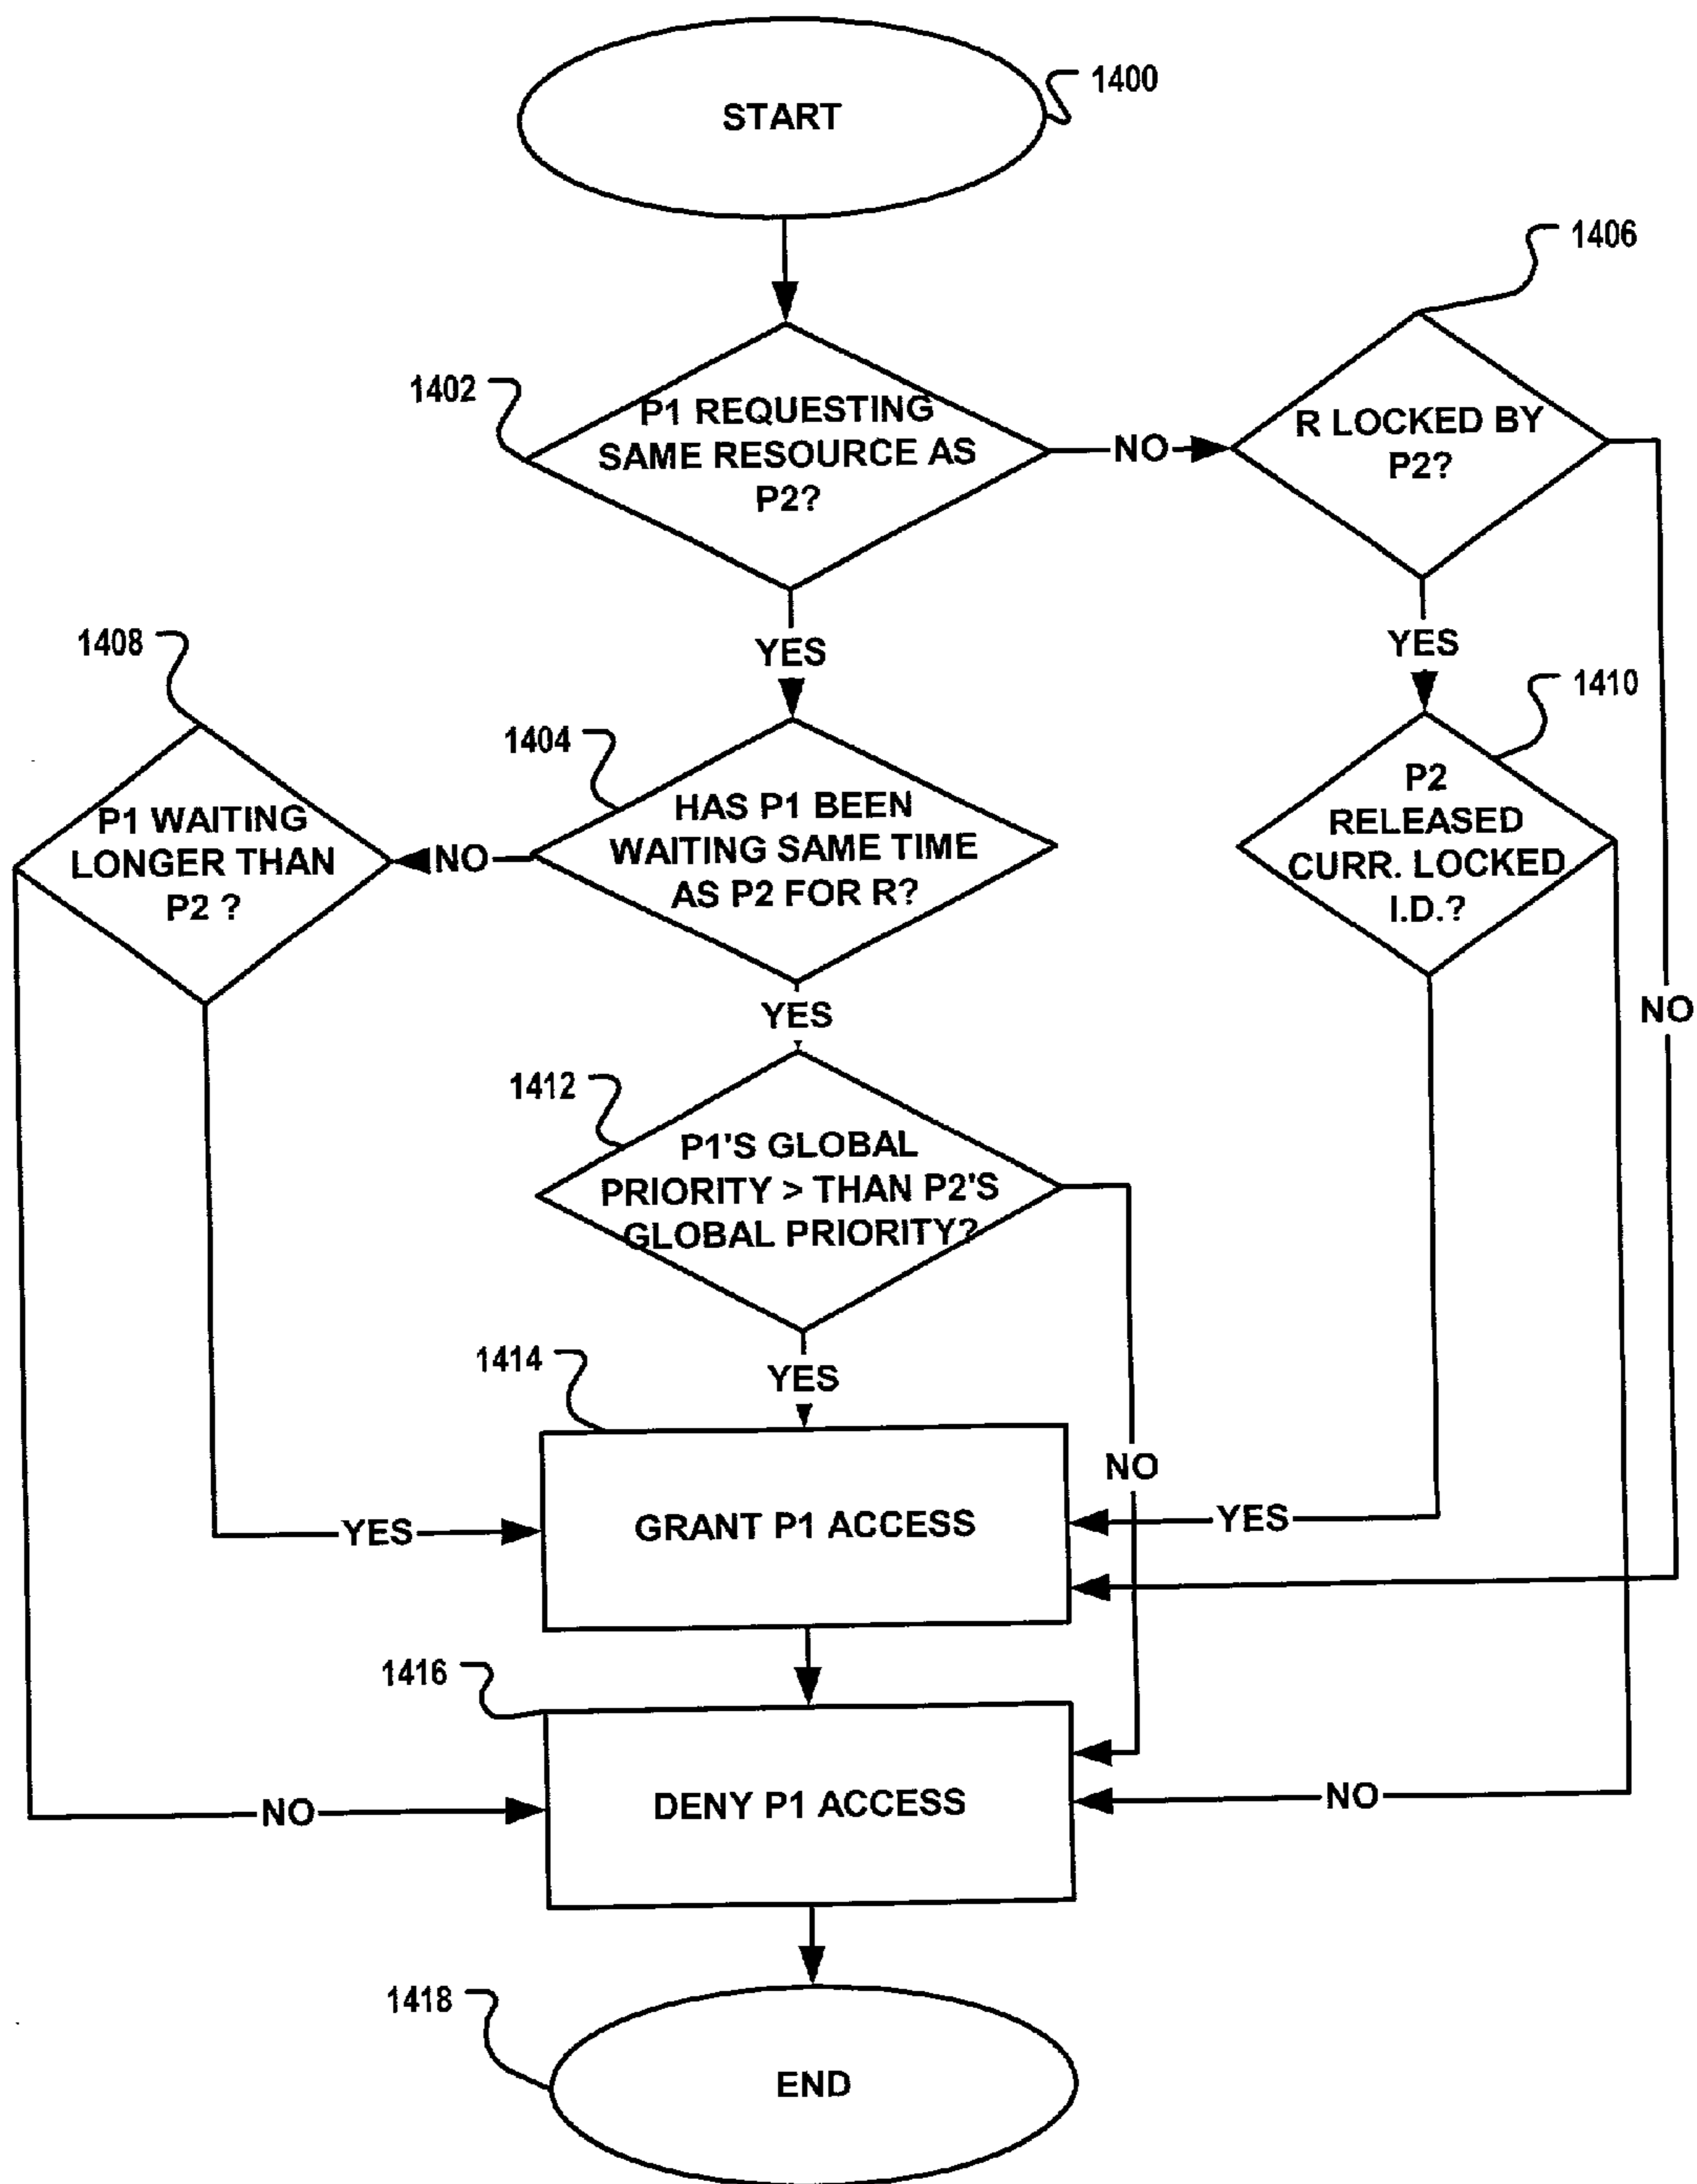 START
1400
1406
1402
P1 REQUESTING
SAME RESOURCE AS
P2?
NO
R LOCKED BY
P2?
YES
YES
1408
1404
1410
P1 WAITING
LONGER THAN
P2 ?
NO
HAS P1 BEEN
WAITING SAME TIME
AS P2 FOR R?
P2
RELEASED
CURR. LOCKED
I.D.?
NO
YES
1412
P1'S GLOBAL
PRIORITY > THAN P2'S
GLOBAL PRIORITY?
1414
YES
NO
YES
GRANT P1 ACCESS
YES
1416
NO
DENY P1 ACCESS
NO
1418
END